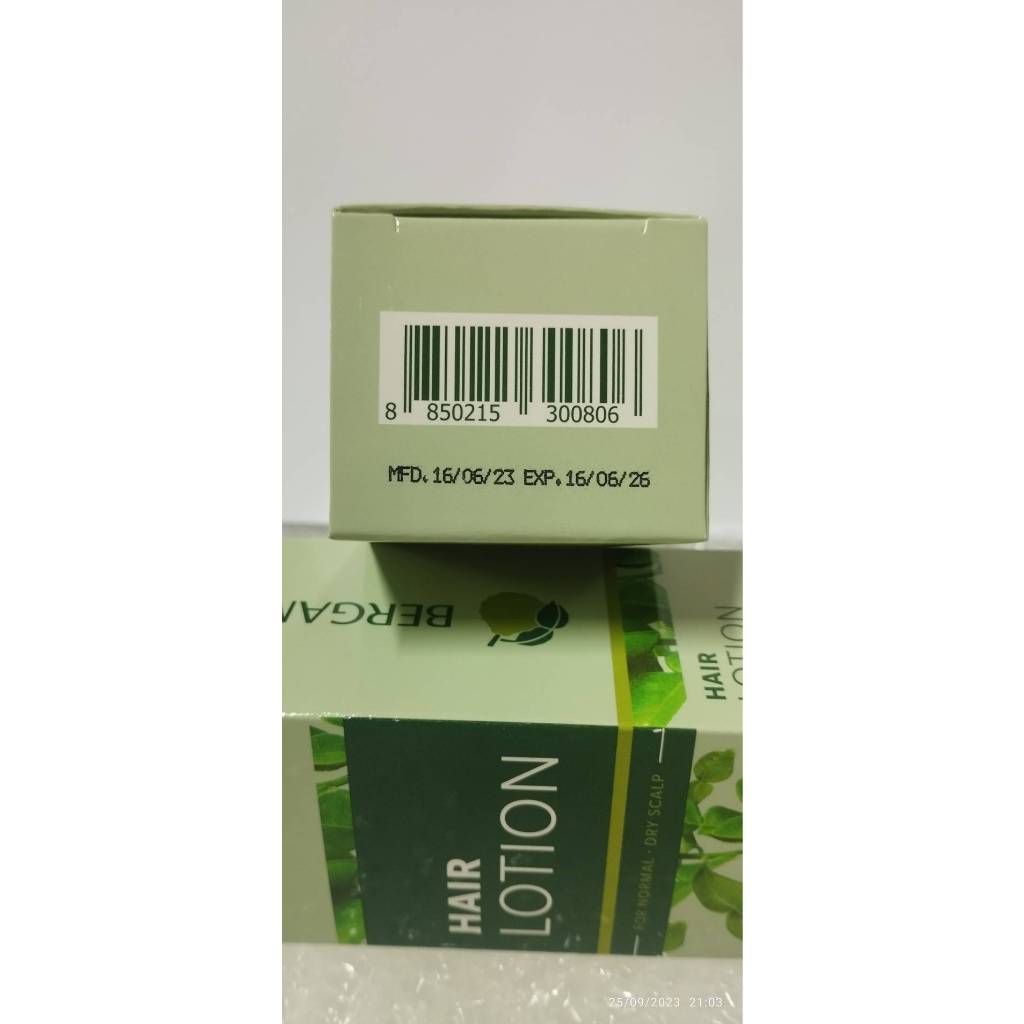 8 850215 300806
MFD. 16/06/23 EXP. 16/06/26
BERGAM
HAIR
LOTION
HAIR
LOTION
FOR NORMAL · DRY SCALP
25/09/2023 21:03